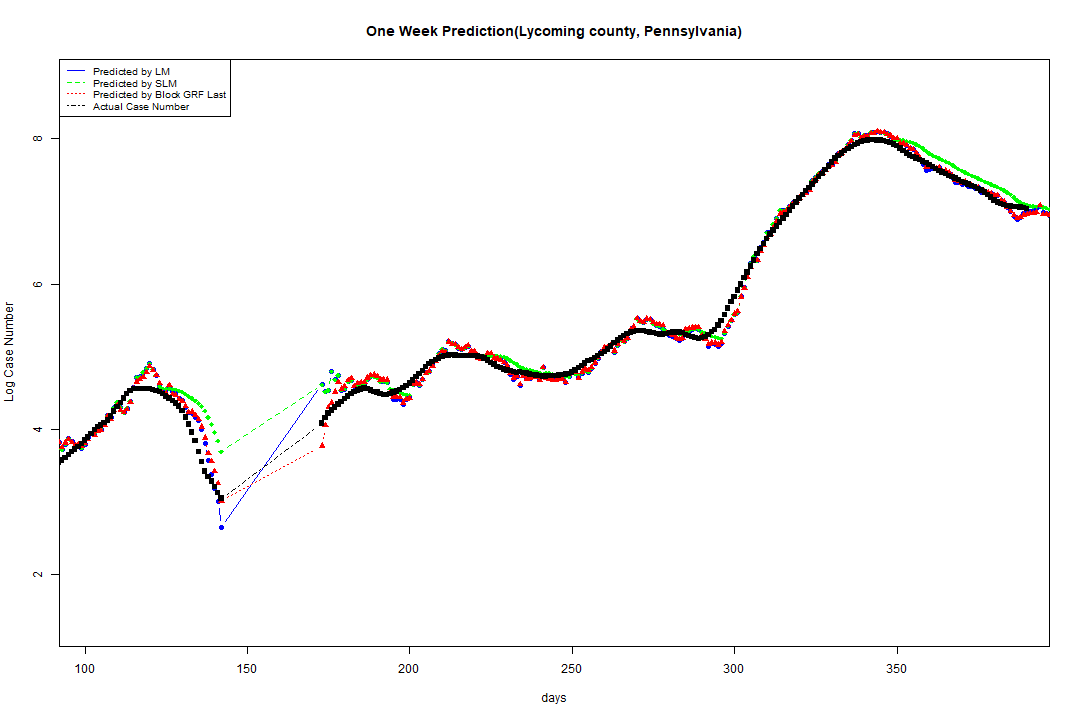 One Week Prediction(Lycoming county, Pennsylvania)
Predicted by LM
Predicted by SLM
Predicted by Block GRF Last
Actual Case Number
8
6
4
2
Log Case Number
100 150 200 250 300 350
days